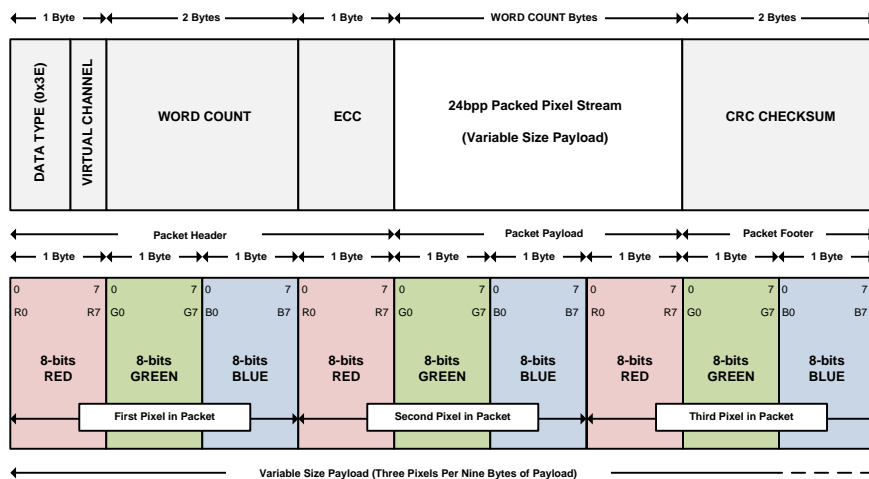 1 Byte 2 Bytes 1 Byte WORD COUNT Bytes 2 Bytes
DATA TYPE (0x3E)
VIRTUAL CHANNEL
WORD COUNT
ECC
24bpp Packed Pixel Stream
(Variable Size Payload)
CRC CHECKSUM
Packet Header Packet Payload Packet Footer
1 Byte 1 Byte 1 Byte 1 Byte 1 Byte 1 Byte 1 Byte 1 Byte 1 Byte
0 7 0 7 0 7 0 7 0 7 0 7 0 7 0 7 0 7
R0 R7 G0 G7 B0 B7 R0 R7 G0 G7 B0 B7 R0 R7 G0 G7 B0 B7
8-bits 8-bits 8-bits 8-bits 8-bits 8-bits 8-bits 8-bits 8-bits
RED GREEN BLUE RED GREEN BLUE RED GREEN BLUE
First Pixel in Packet Second Pixel in Packet Third Pixel in Packet
Variable Size Payload (Three Pixels Per Nine Bytes of Payload)